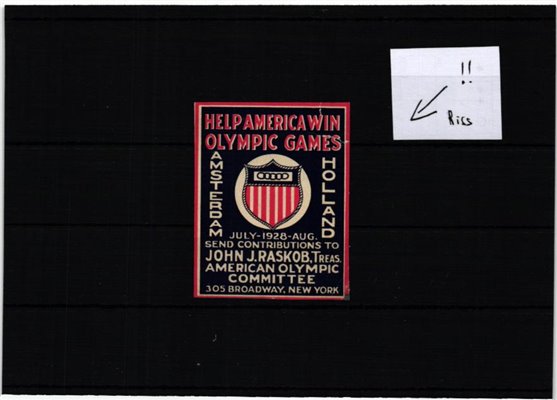 HELP AMERICA WIN
OLYMPIC GAMES
AMSTERDAM
HOLLAND
JULY-1928-AUG.
SEND CONTRIBUTIONS TO
JOHN J. RASKOB, TREAS.
AMERICAN OLYMPIC
COMMITTEE
305 BROADWAY, NEW YORK
!!
Riss